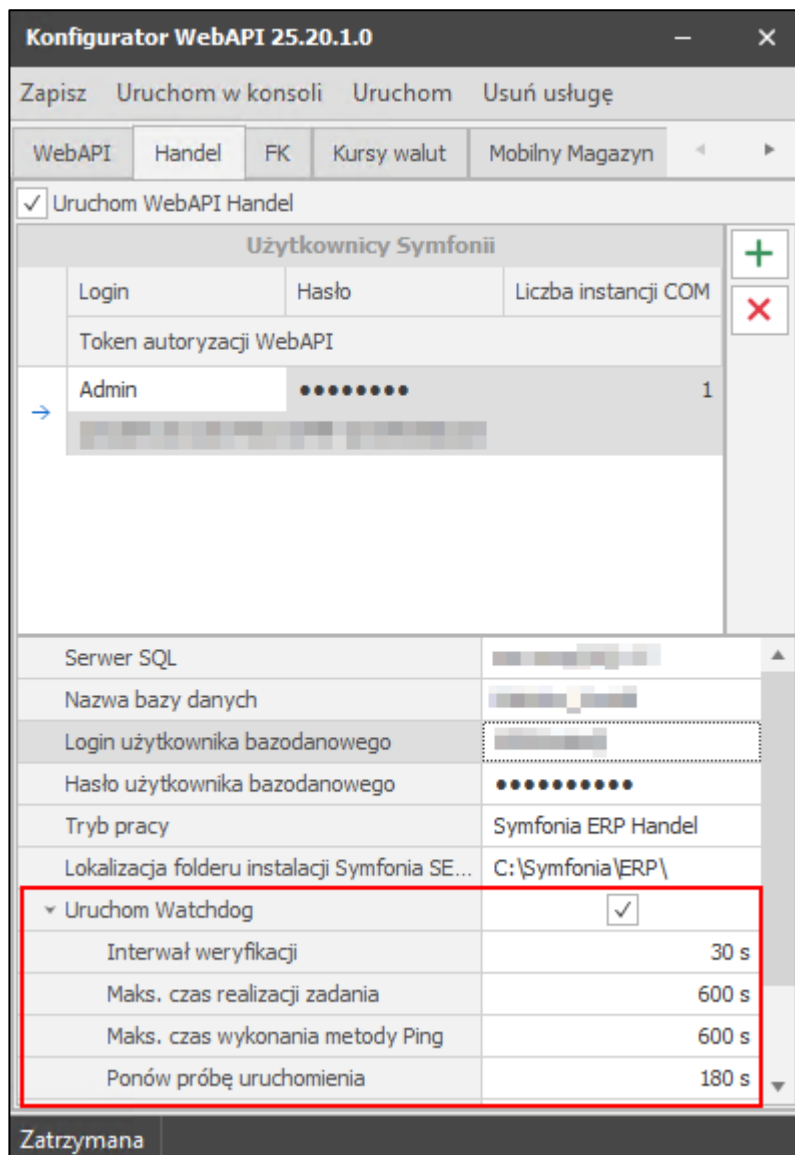 Konfigurator WebAPI 25.20.1.0
Zapisz Uruchom w konsoli Uruchom Usuń usługę
WebAPI Handel FK Kursy walut Mobilny Magazyn
Uruchom WebAPI Handel
Użytkownicy Symfonii
Login Hasło Liczba instancji COM
Token autoryzacji WebAPI
Admin •••••••• 1
Serwer SQL
Nazwa bazy danych
Login użytkownika bazodanowego
Hasło użytkownika bazodanowego ••••••••••
Tryb pracy Symfonia ERP Handel
Lokalizacja folderu instalacji Symfonia SE... C:\Symfonia\ERP\
Uruchom Watchdog
Interwał weryfikacji 30 s
Maks. czas realizacji zadania 600 s
Maks. czas wykonania metody Ping 600 s
Ponów próbę uruchomienia 180 s
Zatrzymana